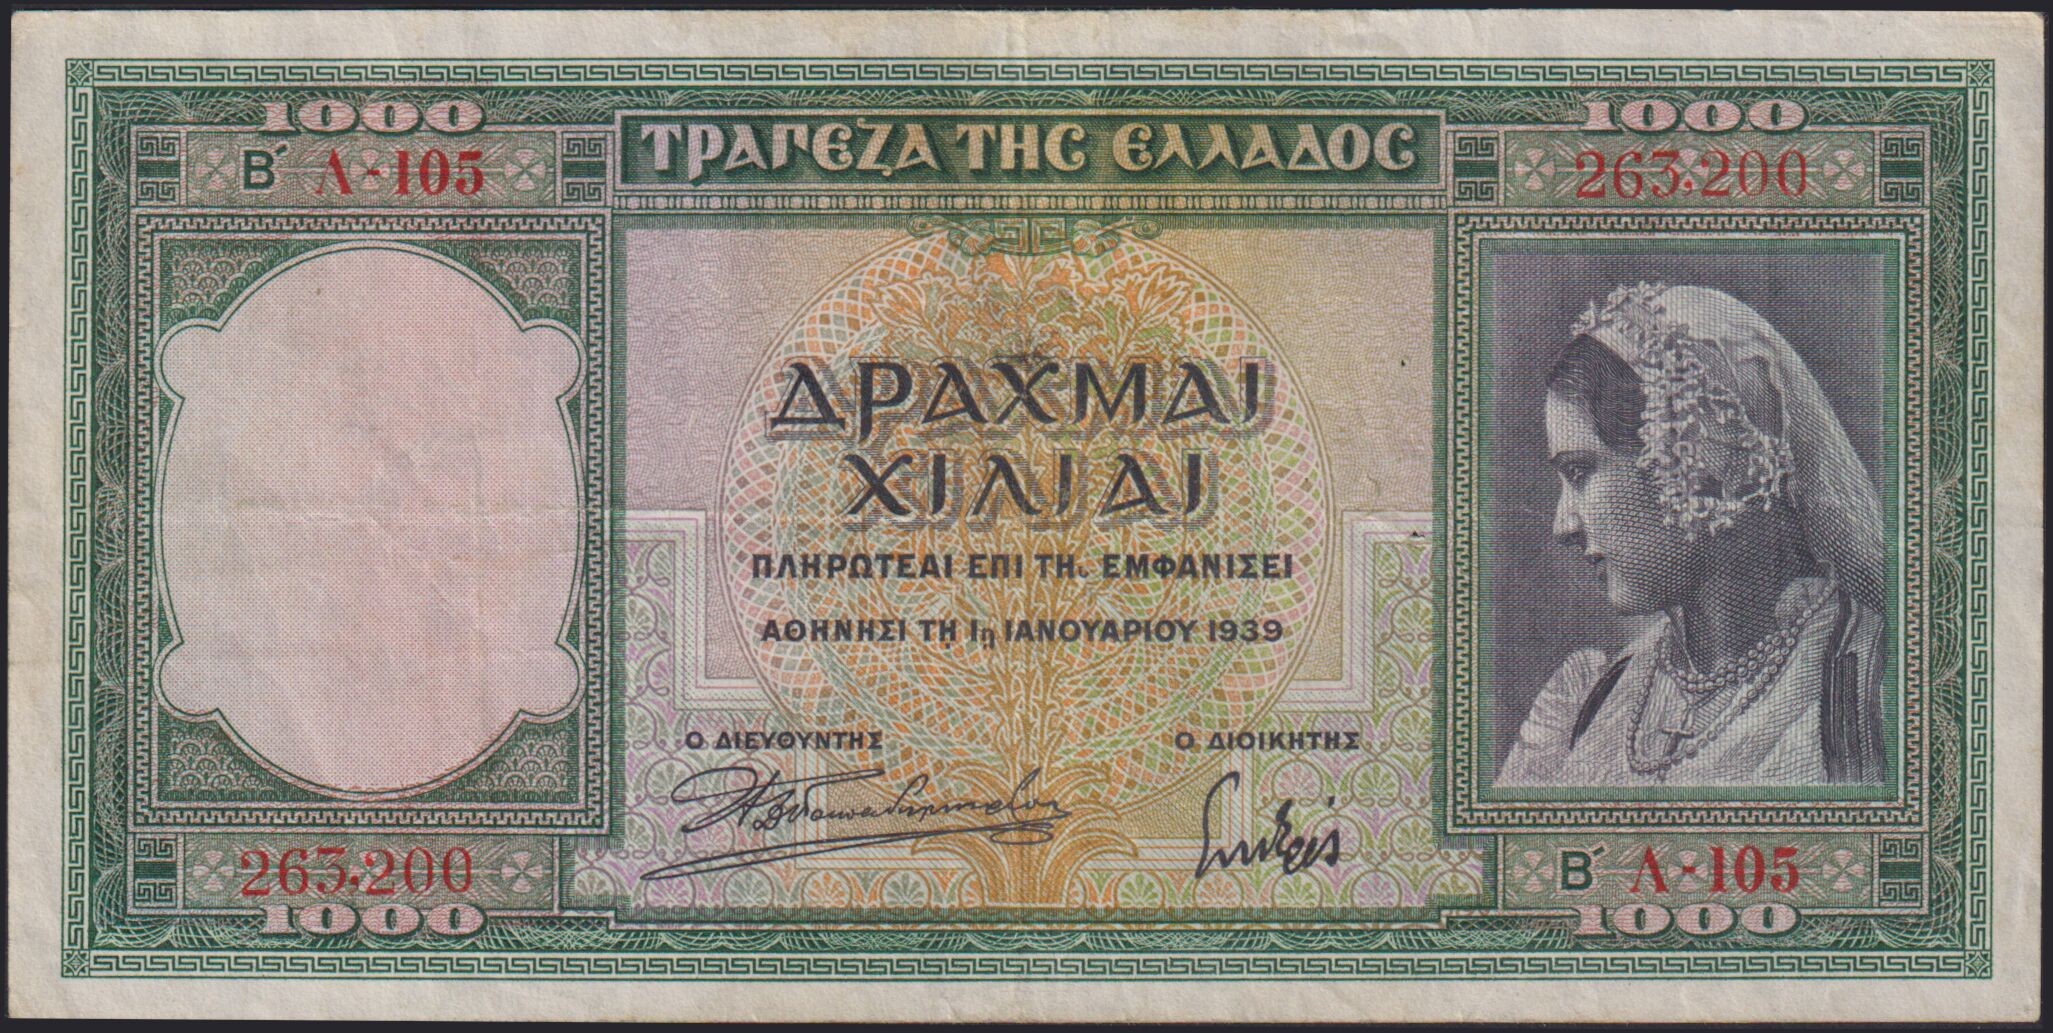 1000 1000
Β´ Λ-105 ΤΡΑΠΕΖΑ ΤΗΣ ΕΛΛΑΔΟΣ 263,200
ΔΡΑΧΜΑΙ
ΧΙΛΙΑΙ
ΠΛΗΡΩΤΕΑΙ ΕΠΙ ΤΗι ΕΜΦΑΝΙΣΕΙ
ΑΘΗΝΗΣΙ ΤΗ 1η ΙΑΝΟΥΑΡΙΟΥ 1939
Ο ΔΙΕΥΘΥΝΤΗΣ Ο ΔΙΟΙΚΗΤΗΣ
263,200 Β´ Λ-105
1000 1000